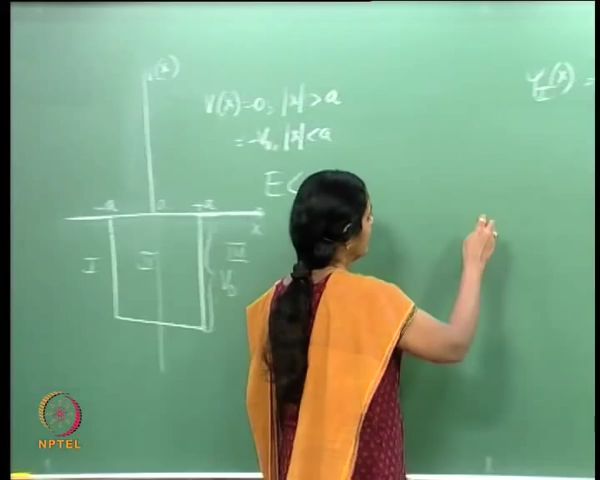 V(x)
V(x) = 0, |x| > a
= -V₀, |x| < a
E <
-a 0 a
x
I II III
V₀
ψ_I(x) =
NPTEL